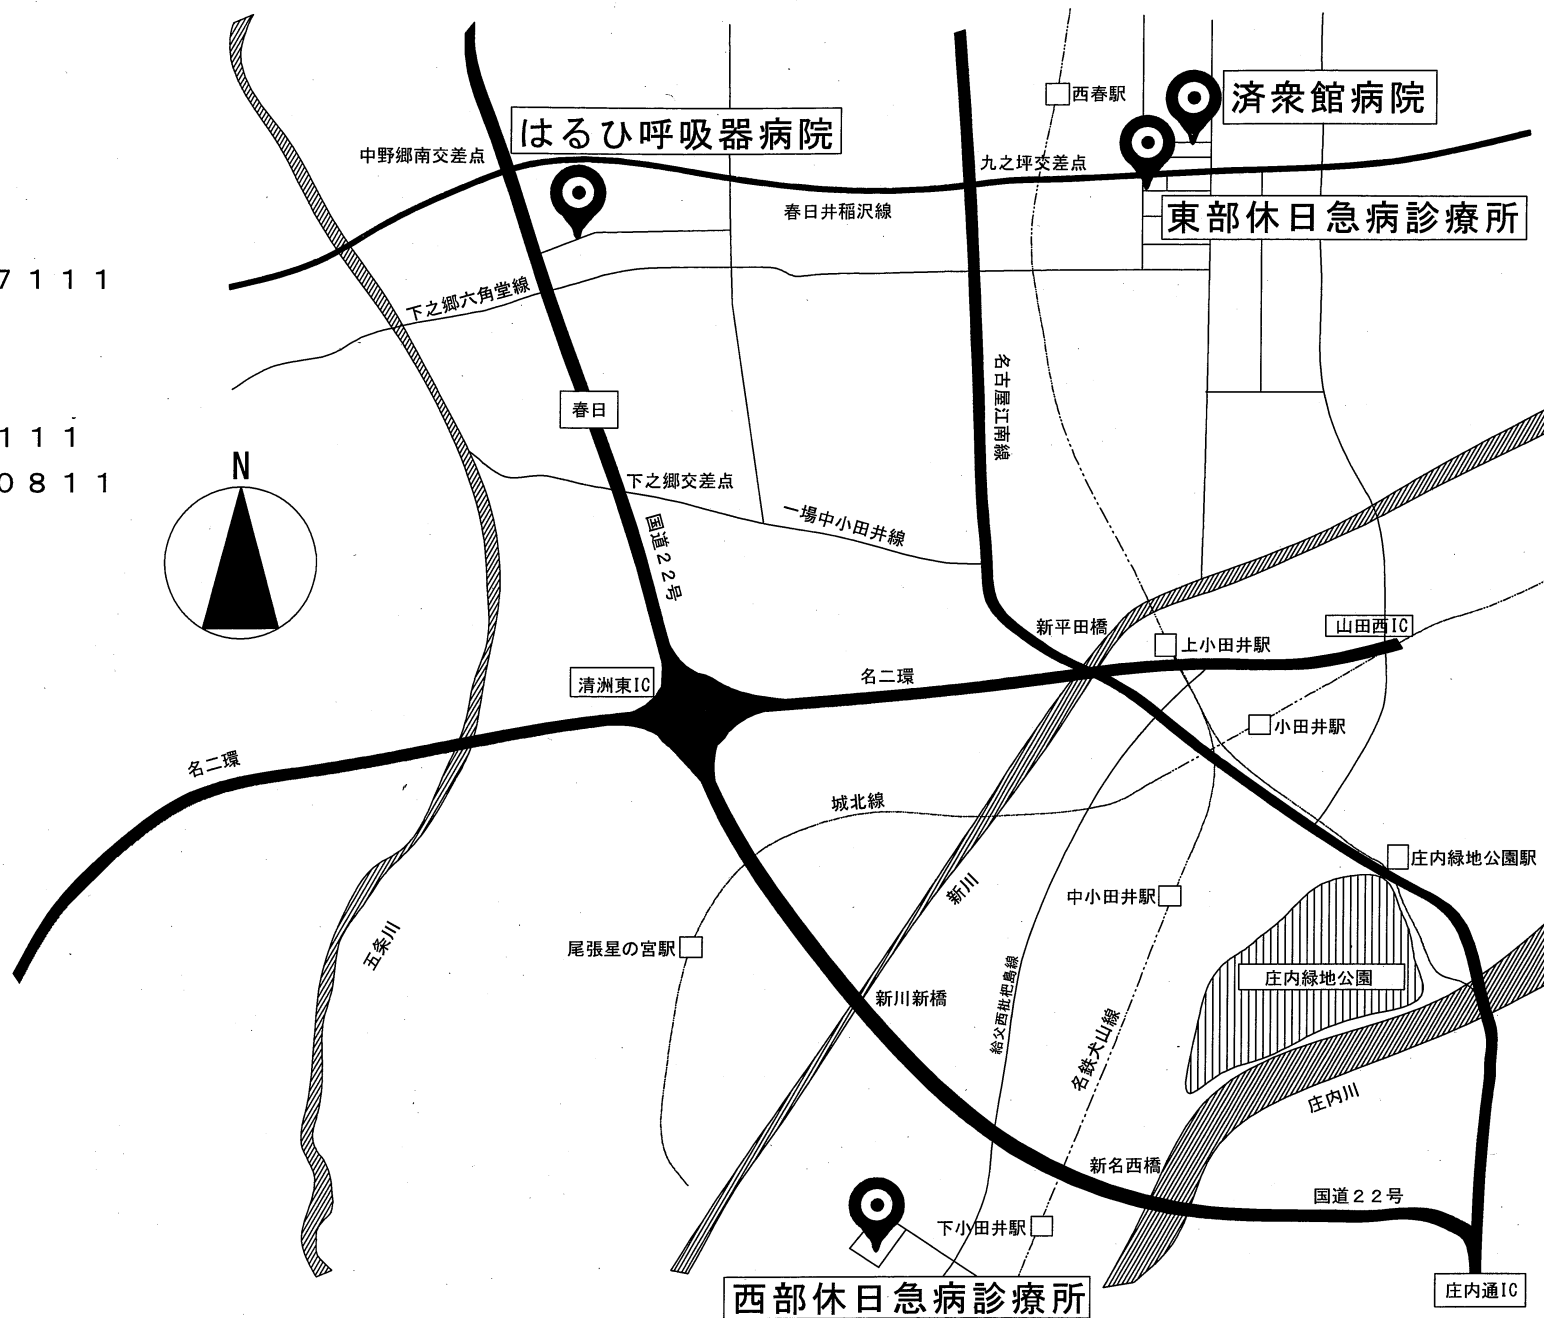 西春駅
済衆館病院
はるひ呼吸器病院
中野郷南交差点
九之坪交差点
春日井稲沢線
東部休日急病診療所
７１１１
下之郷六角堂線
名古屋江南線
春日
１１１
N
０８１１
下之郷交差点
一場中小田井線
国道２２号
新平田橋
山田西IC
上小田井駅
清洲東IC
名二環
小田井駅
名二環
城北線
庄内緑地公園駅
新川
中小田井駅
五条川
尾張星の宮駅
給父西枇杷島線
庄内緑地公園
新川新橋
名鉄犬山線
庄内川
新名西橋
国道２２号
下小田井駅
西部休日急病診療所
庄内通IC